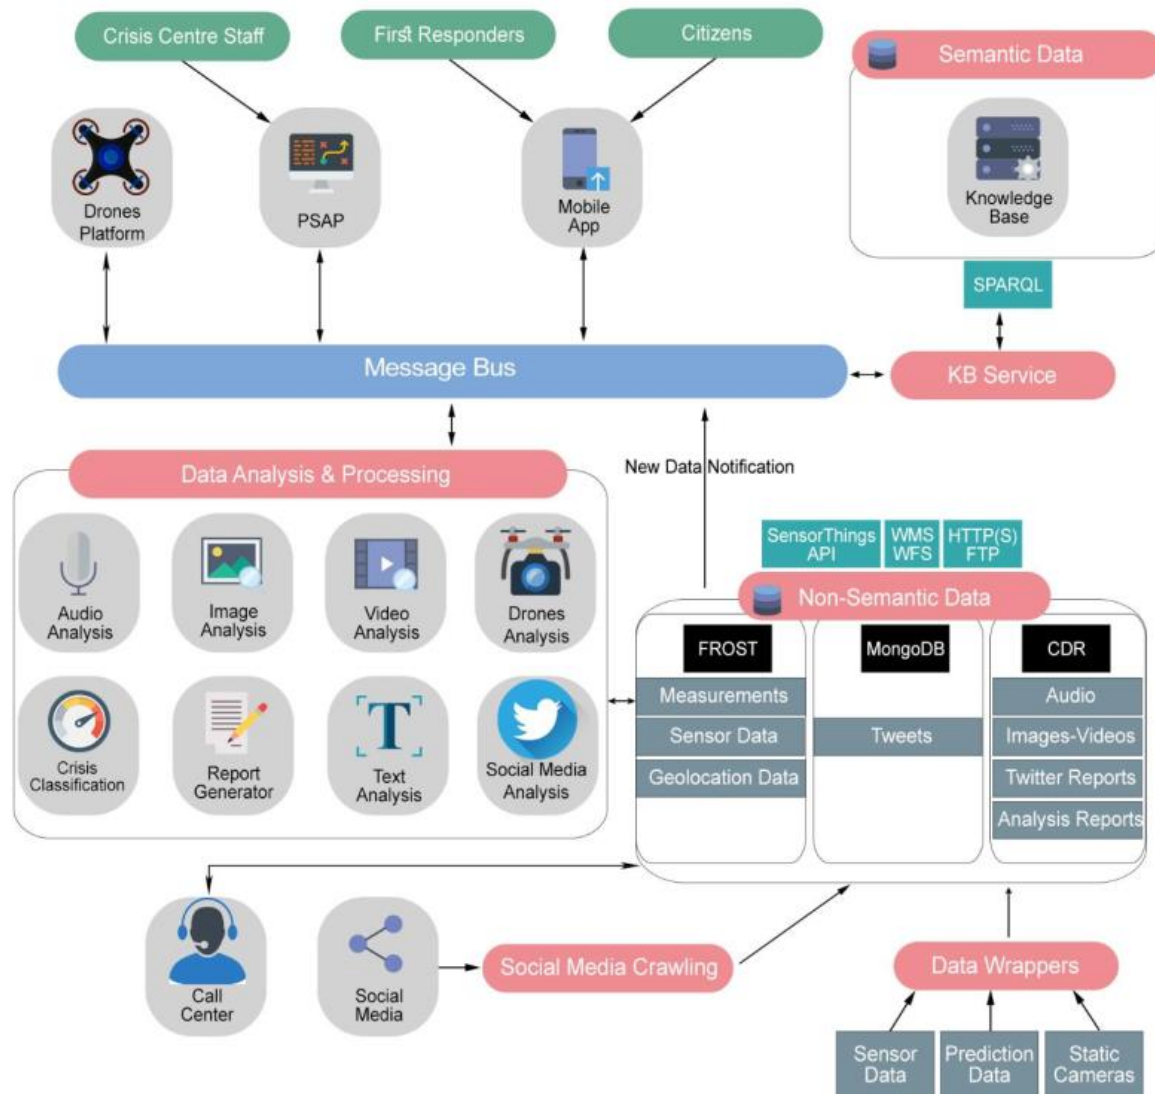 Crisis Centre Staff
First Responders
Citizens
Semantic Data
Drones
Platform
PSAP
Mobile
App
Knowledge
Base
SPARQL
Message Bus
KB Service
Data Analysis & Processing
New Data Notification
SensorThings
API
WMS
WFS
HTTP(S)
FTP
Non-Semantic Data
Audio
Analysis
Image
Analysis
Video
Analysis
Drones
Analysis
FROST
MongoDB
CDR
Measurements
Sensor Data
Geolocation Data
Tweets
Audio
Images-Videos
Twitter Reports
Analysis Reports
Crisis
Classification
Report
Generator
T
Text
Analysis
Social Media
Analysis
Call
Center
Social
Media
Social Media Crawling
Data Wrappers
Sensor
Data
Prediction
Data
Static
Cameras